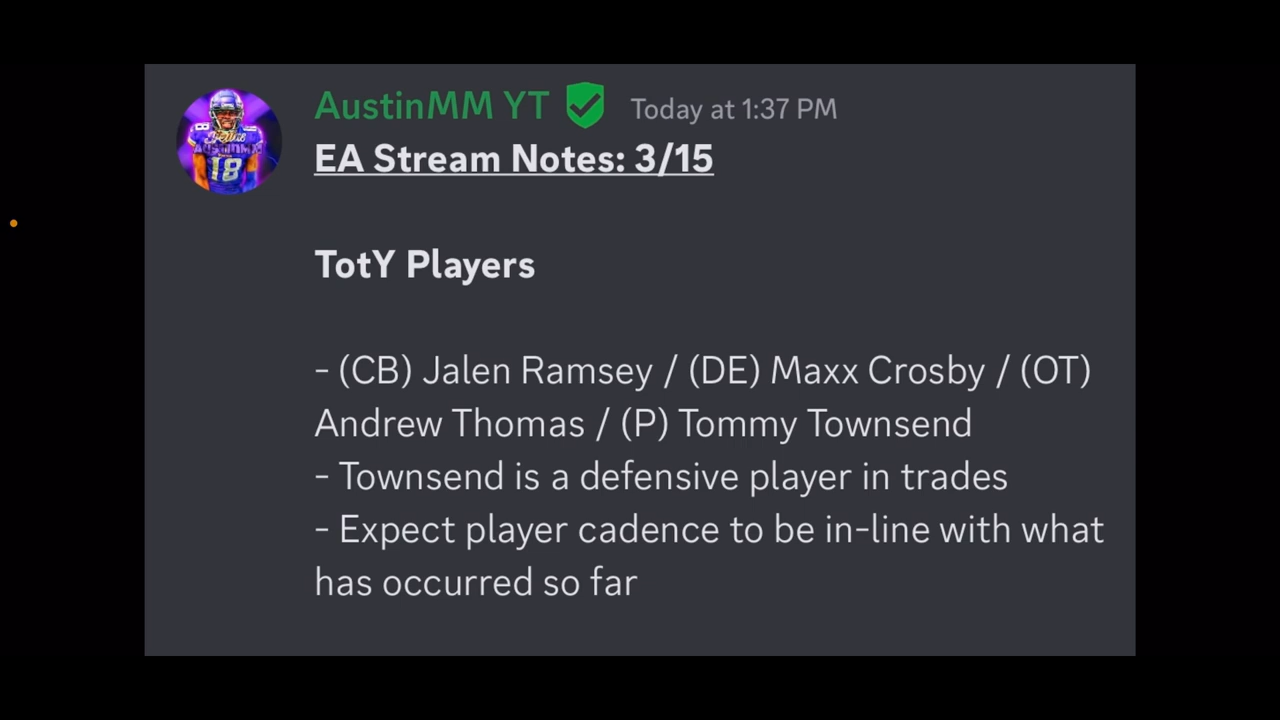 AustinMM YT Today at 1:37 PM
EA Stream Notes: 3/15
TotY Players
- (CB) Jalen Ramsey / (DE) Maxx Crosby / (OT)
Andrew Thomas / (P) Tommy Townsend
- Townsend is a defensive player in trades
- Expect player cadence to be in-line with what
has occurred so far